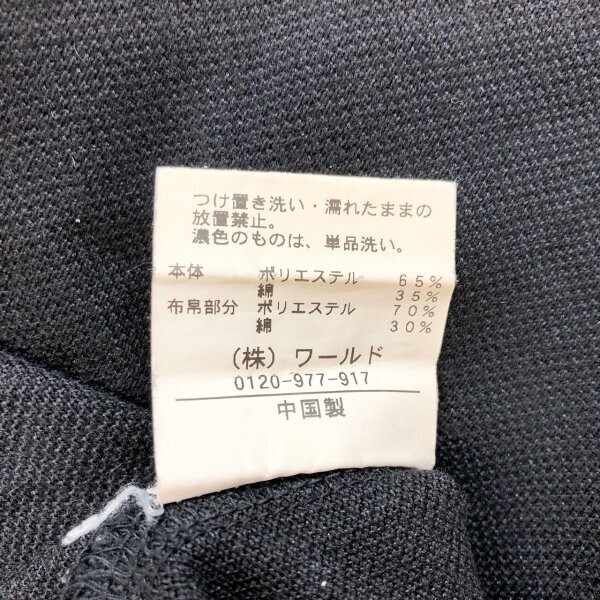 つけ置き洗い・濡れたままの
放置禁止。
濃色のものは、単品洗い。
本体 ポリエステル 65%
綿 35%
布帛部分 ポリエステル 70%
綿 30%
(株) ワールド
0120-977-917
中国製